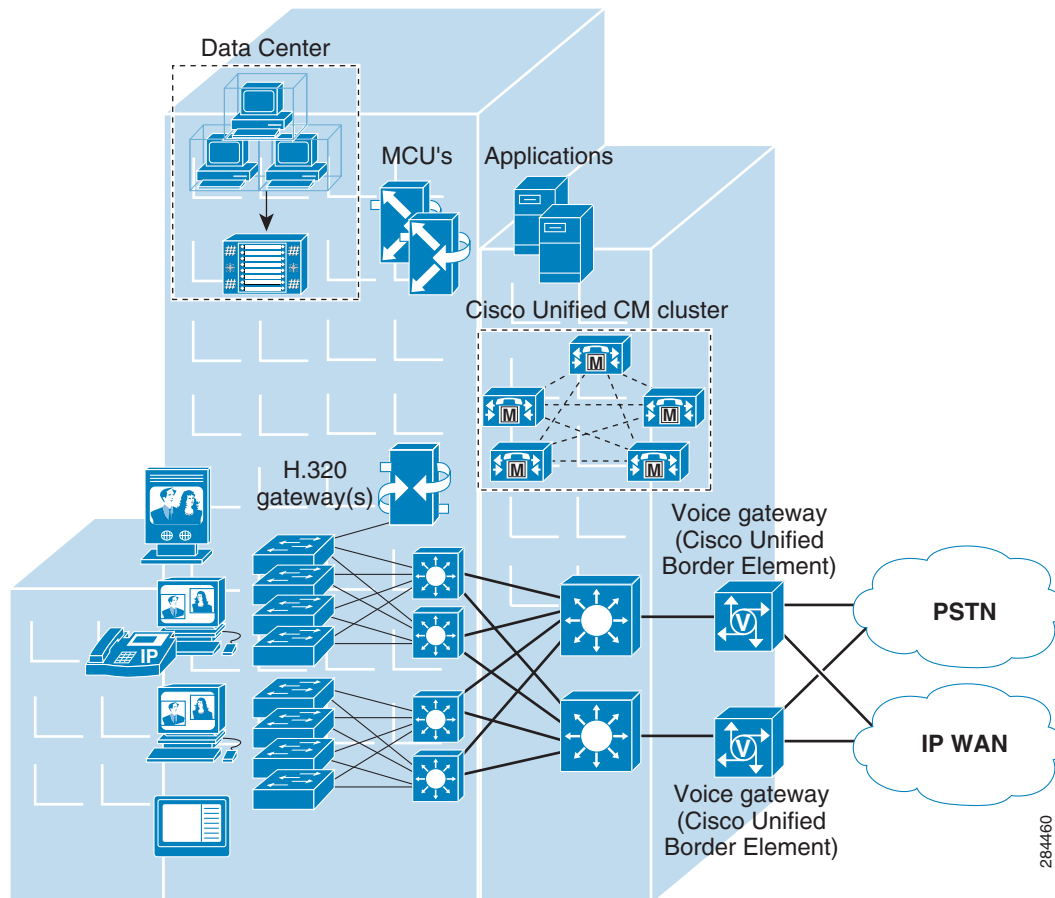 Data Center
MCU's
Applications
Cisco Unified CM cluster
M
M
M
M
M
H.320
gateway(s)
Voice gateway
(Cisco Unified
Border Element)
IP
V
PSTN
V
IP WAN
Voice gateway
(Cisco Unified
Border Element)
284460